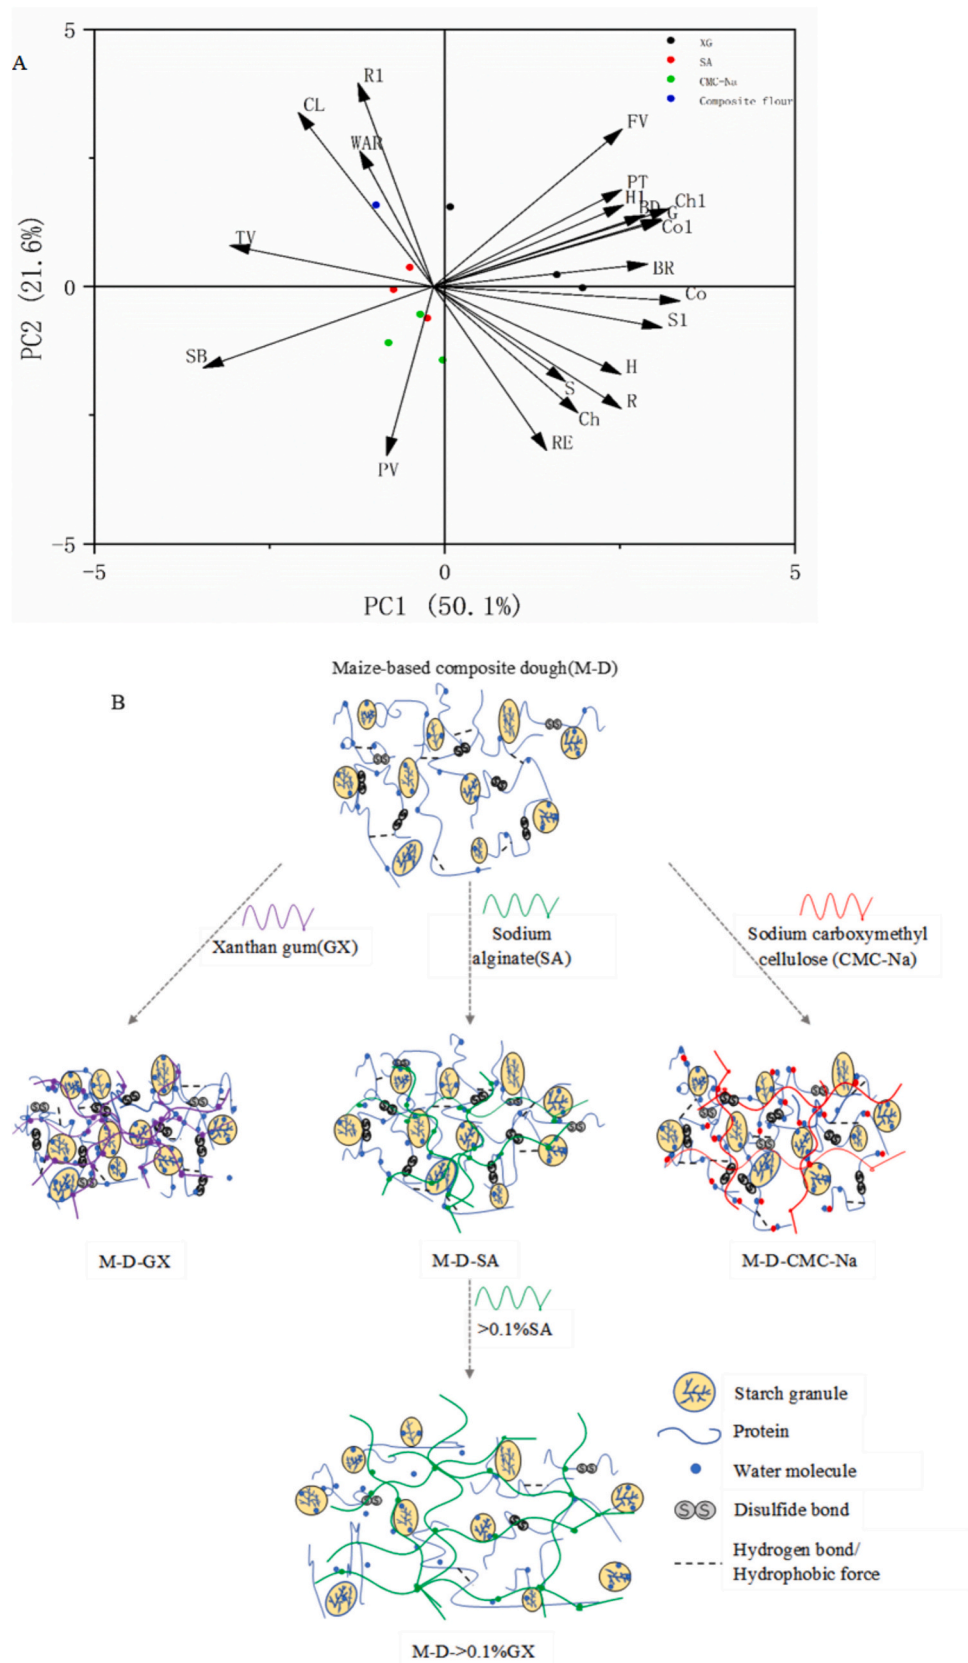 A
5
0
-5
-5
0
5
PC2 (21.6%)
PC1 (50.1%)
XG
SA
CMC-Na
Composite flour
R1
CL
WAR
TV
SB
PV
FV
PT
H1
BD
G
Ch1
Co1
BR
Co
S1
H
R
S
Ch
RE
B
Maize-based composite dough(M-D)
Xanthan gum(GX)
Sodium
alginate(SA)
Sodium carboxymethyl
cellulose (CMC-Na)
M-D-GX
M-D-SA
M-D-CMC-Na
>0.1%SA
Starch granule
Protein
Water molecule
SS Disulfide bond
Hydrogen bond/
Hydrophobic force
M-D->0.1%GX